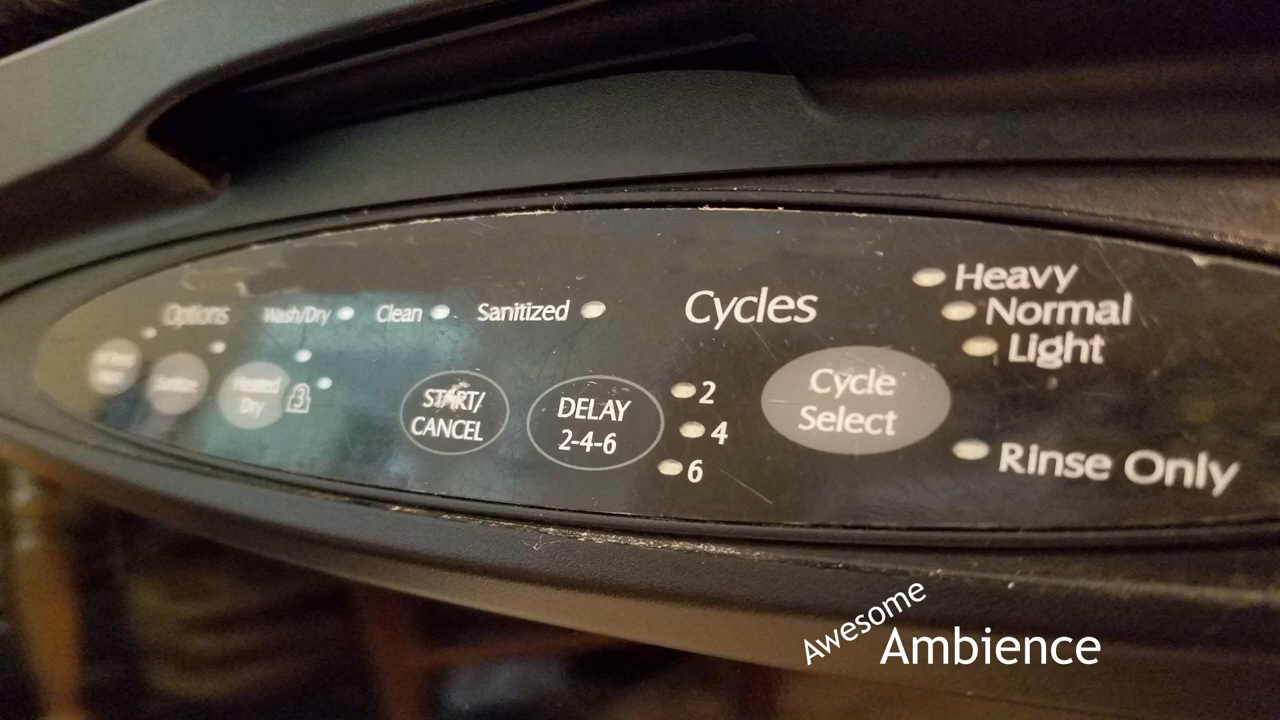 Options
Wash/Dry
Clean
Sanitized
Cycles
Heavy
Normal
Light
Heated
Dry
3
START/
CANCEL
DELAY
2-4-6
2
4
6
Cycle
Select
Rinse Only
Awesome
Ambience